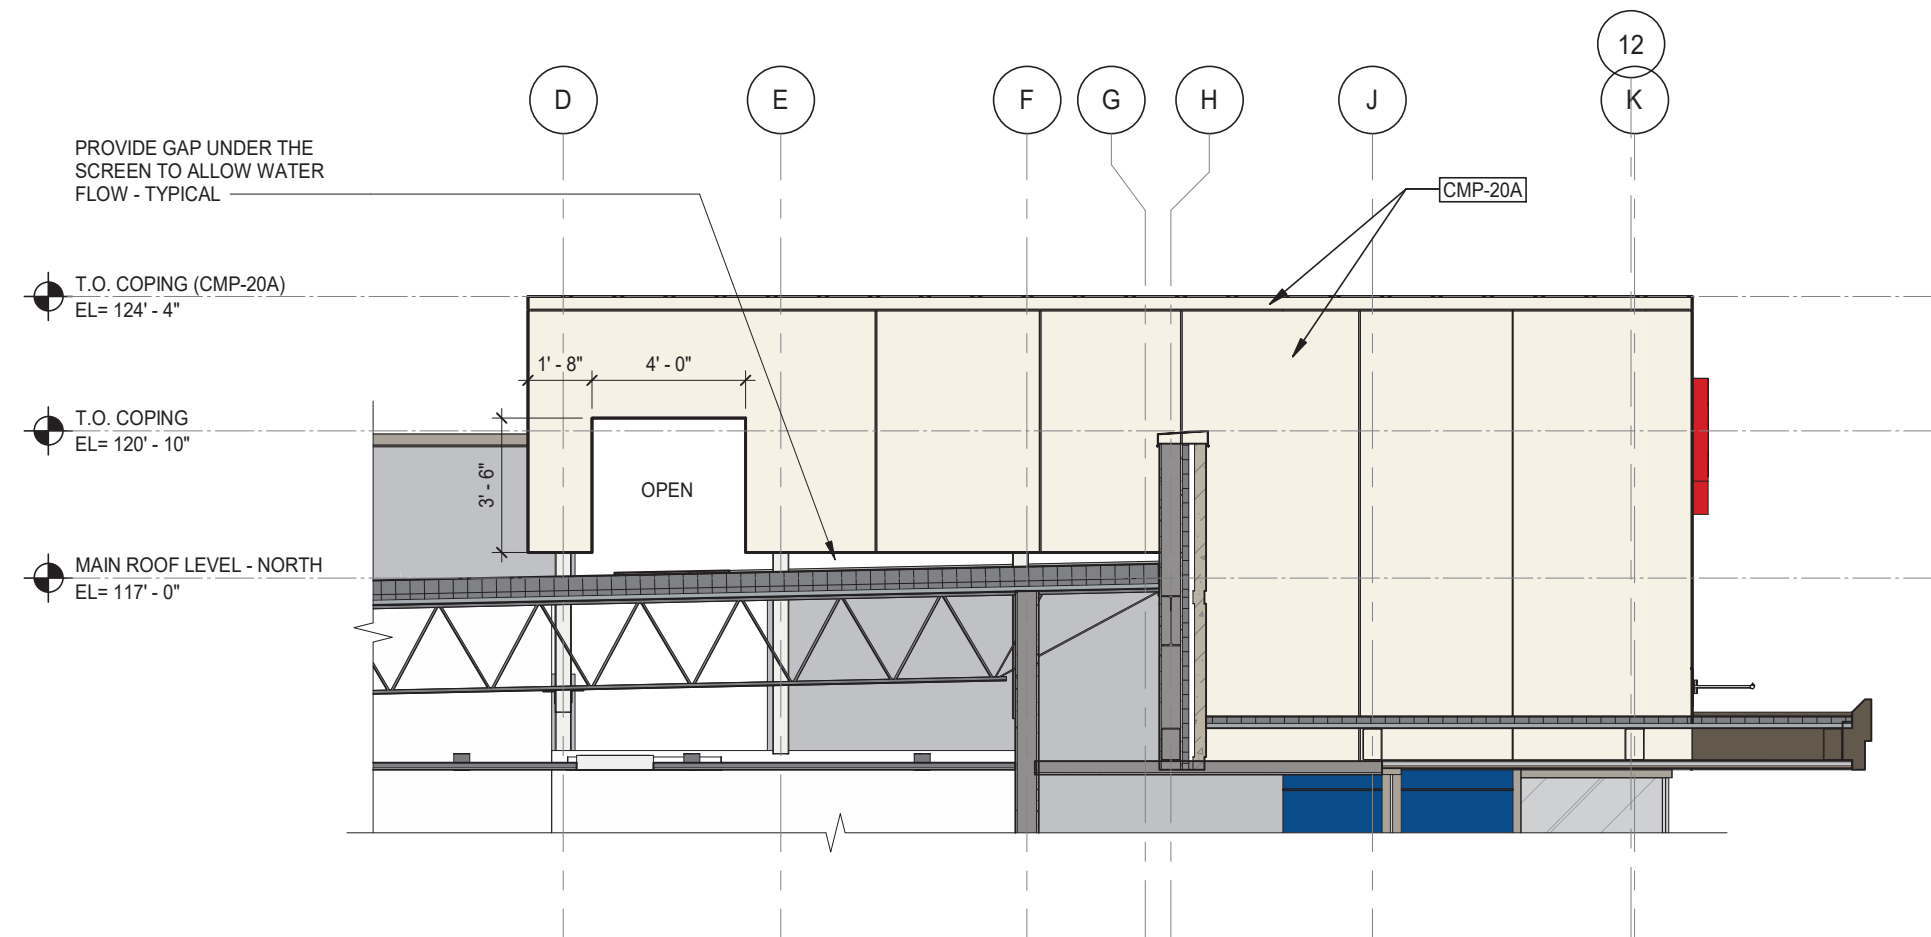 12
D
E
F
G
H
J
K
PROVIDE GAP UNDER THE
SCREEN TO ALLOW WATER
FLOW - TYPICAL
CMP-20A
T.O. COPING (CMP-20A)
EL= 124' - 4"
1' - 8"
4' - 0"
T.O. COPING
EL= 120' - 10"
3' - 6"
OPEN
MAIN ROOF LEVEL - NORTH
EL= 117' - 0"